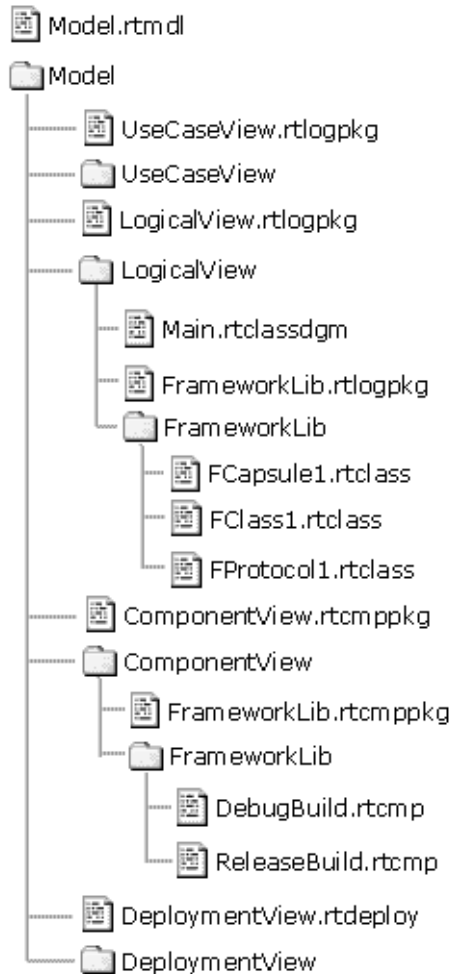 Model.rtmdl
Model
UseCaseView.rtlogpkg
UseCaseView
LogicalView.rtlogpkg
LogicalView
Main.rtclassdgm
FrameworkLib.rtlogpkg
FrameworkLib
FCapsule1.rtclass
FClass1.rtclass
FProtocol1.rtclass
ComponentView.rtcmppkg
ComponentView
FrameworkLib.rtcmppkg
FrameworkLib
DebugBuild.rtcmp
ReleaseBuild.rtcmp
DeploymentView.rtdeploy
DeploymentView